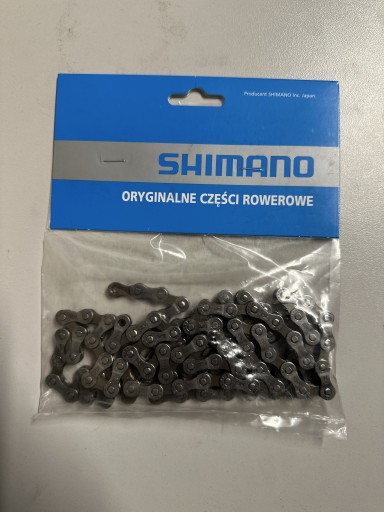 Producent SHIMANO Inc. Japan
SHIMANO
ORYGINALNE CZĘŚCI ROWEROWE